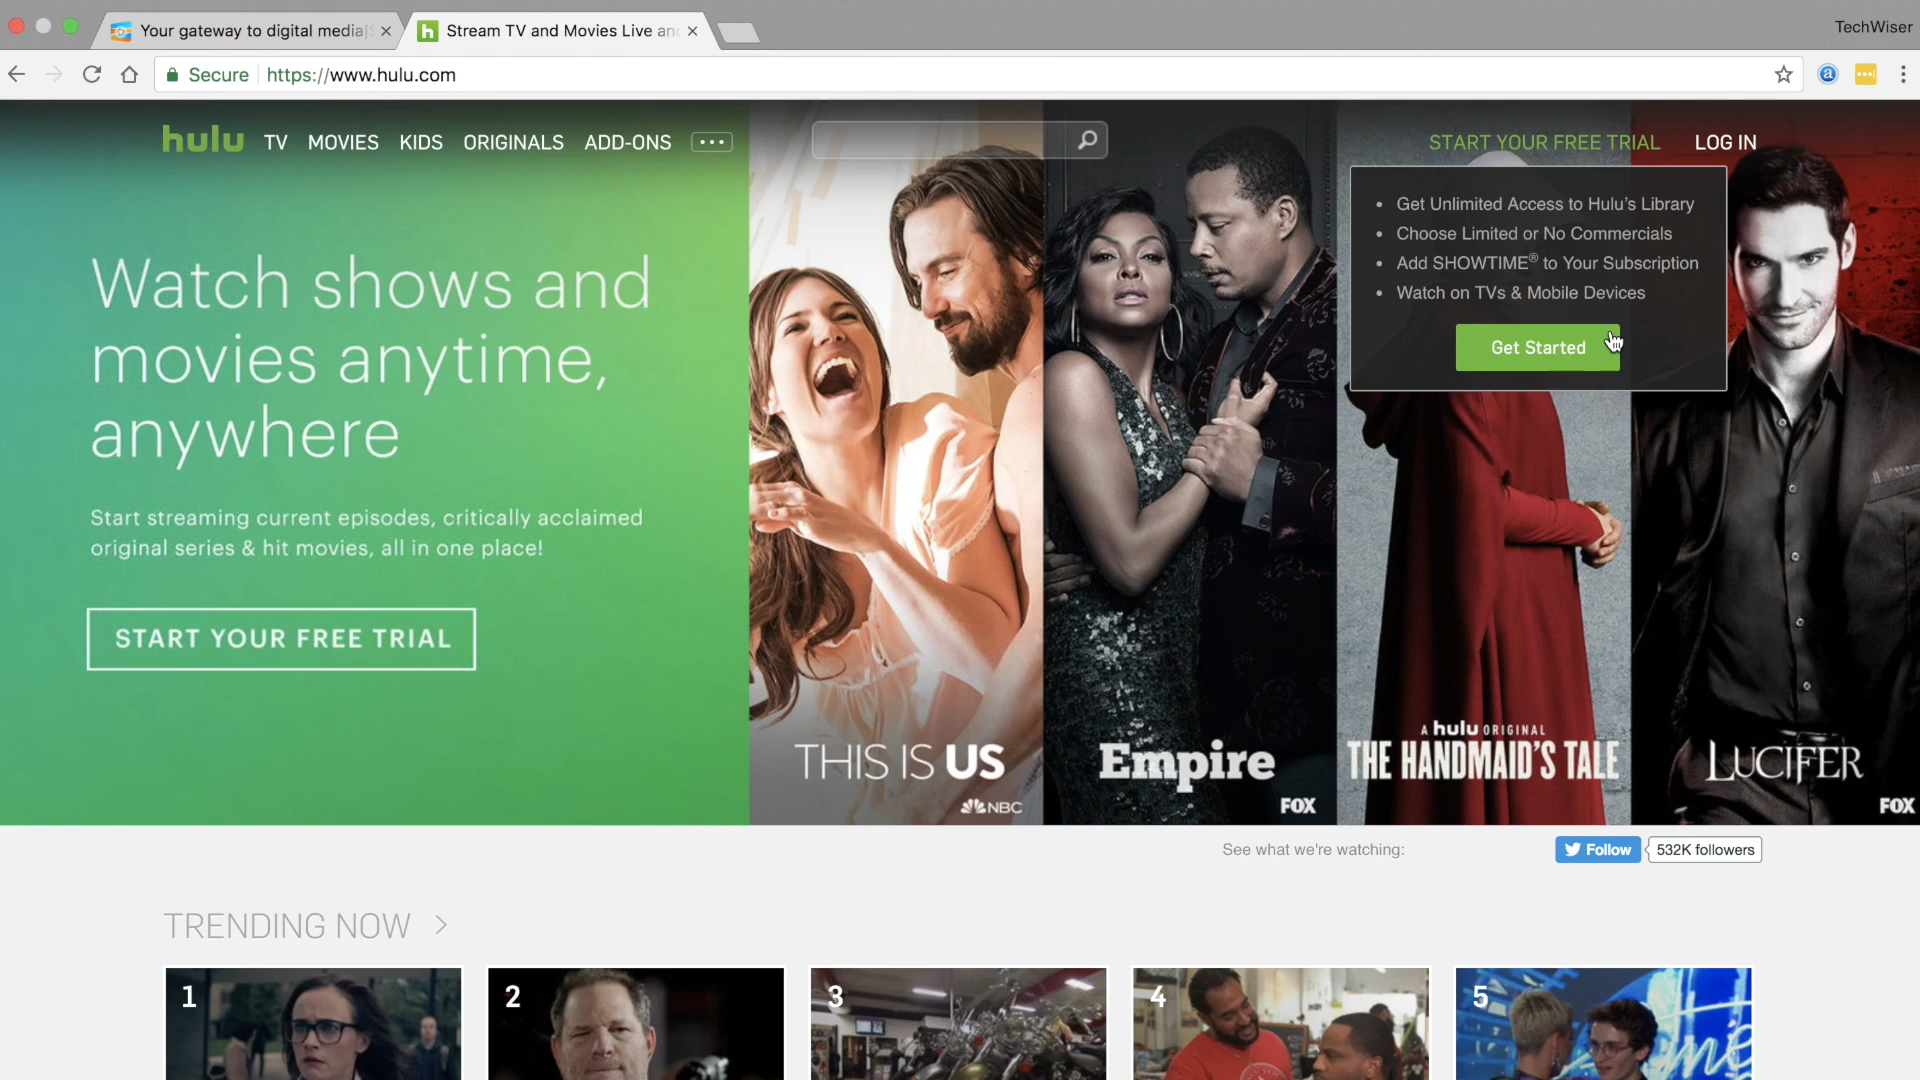 Your gateway to digital media|S
Stream TV and Movies Live and
TechWiser
Secure
https://www.hulu.com
a
hulu
TV
MOVIES
KIDS
ORIGINALS
ADD-ONS
START YOUR FREE TRIAL
LOG IN
• Get Unlimited Access to Hulu's Library
• Choose Limited or No Commercials
• Add SHOWTIME® to Your Subscription
• Watch on TVs & Mobile Devices
Get Started
Watch shows and
movies anytime,
anywhere
Start streaming current episodes, critically acclaimed
original series & hit movies, all in one place!
START YOUR FREE TRIAL
THIS IS US
NBC
Empire
FOX
A hulu ORIGINAL
THE HANDMAID'S TALE
LUCIFER
FOX
See what we're watching:
Follow
532K followers
TRENDING NOW >
1
2
3
4
5